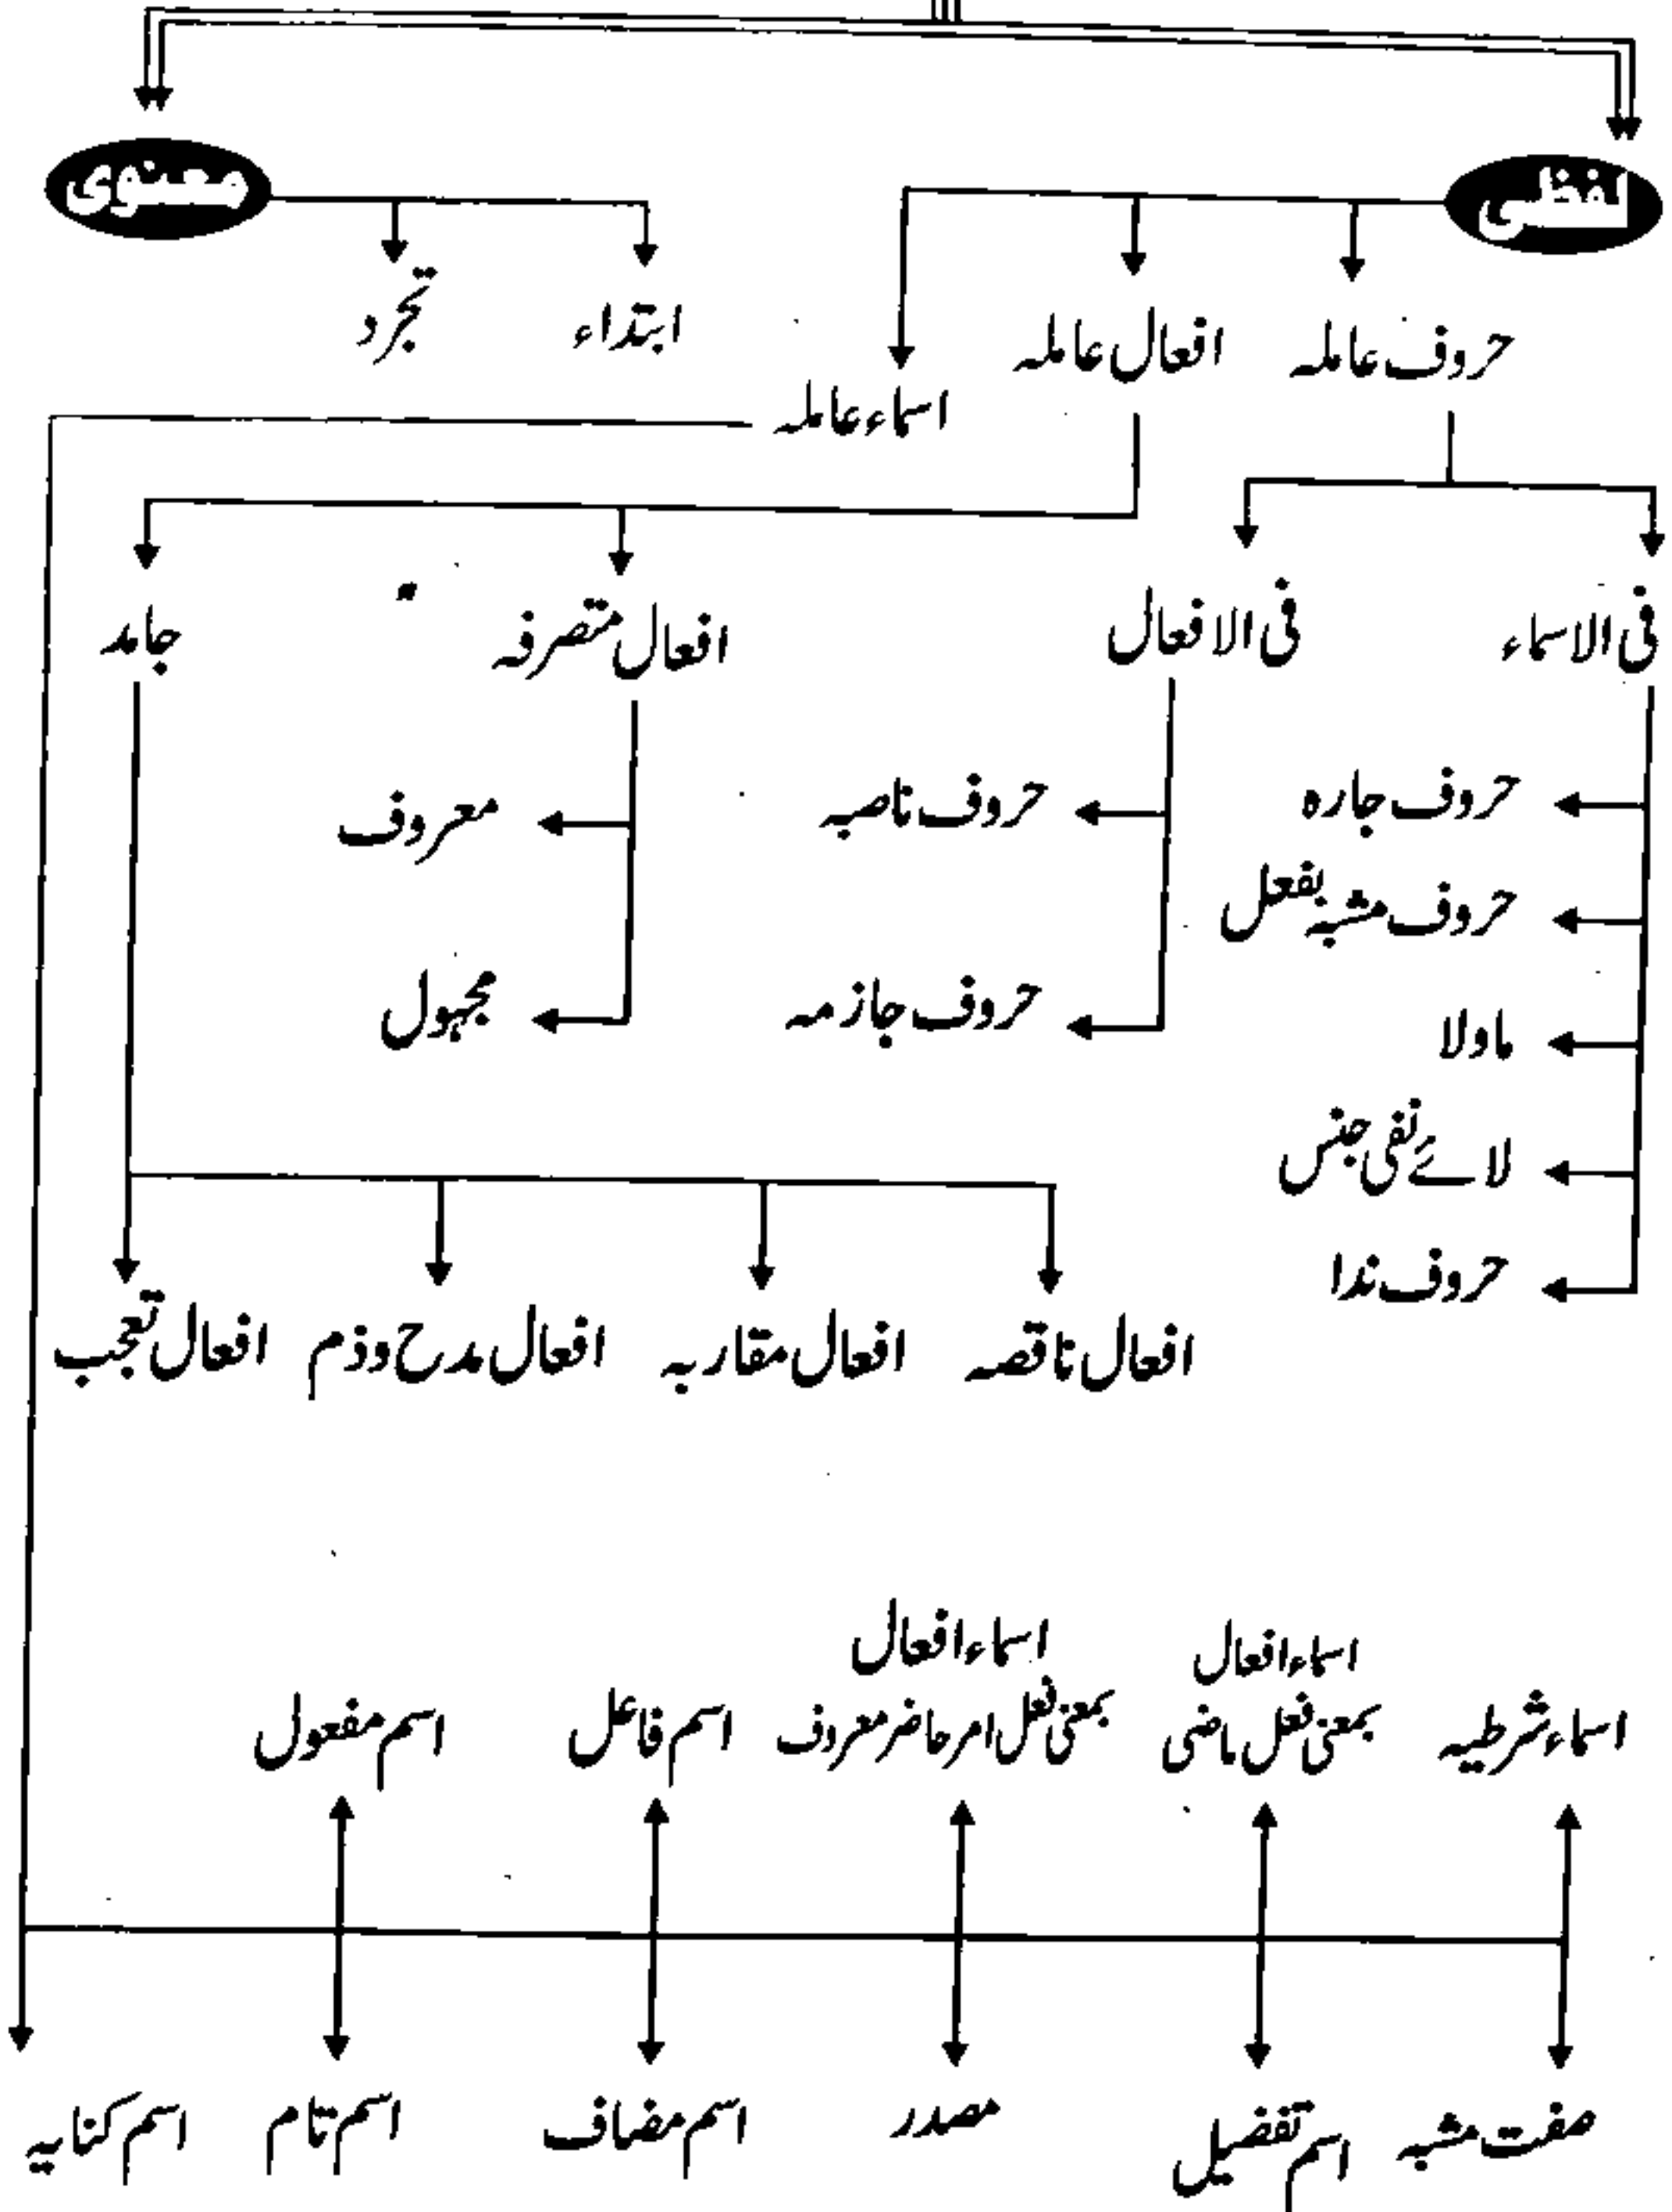 لفظی
معنوی
حروف عاملہ
افعال عاملہ
اسماء عاملہ
ابتداء
تجرد
فی الاسماء
فی الافعال
افعال متصرفہ
جامد
حروف جارہ
حروف مشبہ بفعل
ماولا
لائے نفی جنس
حروف ندا
حروف ناصبہ
حروف جازمہ
معروف
مجہول
افعال ناقصہ
افعال مقاربہ
افعال مدح وذم
افعال تعجب
اسماء شرطیہ
اسماء افعال
بمعنی فعل ماضی
اسماء افعال
بمعنی فعل امر حاضر معروف
اسم فاعل
اسم مفعول
صفت مشبہ
اسم تفضیل
مصدر
اسم مضاف
اسم تام
اسم کنایہ